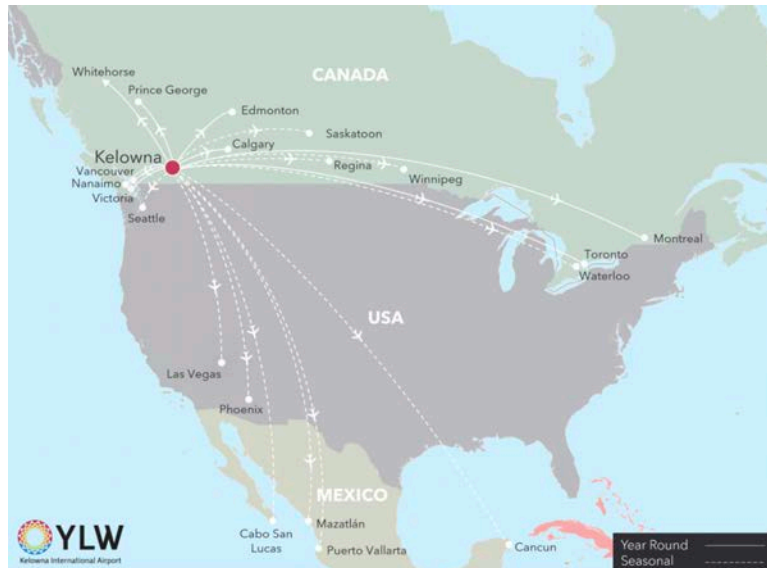 Whitehorse
CANADA
Prince George
Edmonton
Saskatoon
Calgary
Kelowna
Regina
Vancouver
Winnipeg
Nanaimo
Victoria
Seattle
Montreal
Toronto
Waterloo
USA
Las Vegas
Phoenix
MEXICO
Cabo San
Lucas
Mazatlán
Puerto Vallarta
Cancun
YLW
Kelowna International Airport
Year Round
Seasonal